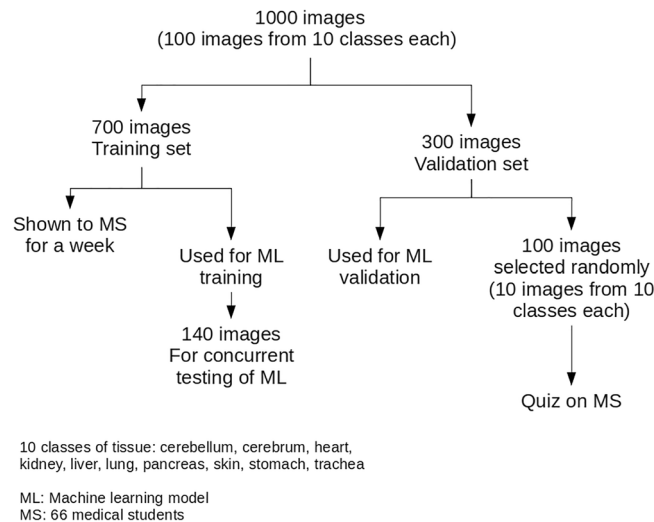 1000 images
(100 images from 10 classes each)
700 images
Training set
300 images
Validation set
Shown to MS
for a week
Used for ML
training
Used for ML
validation
100 images
selected randomly
(10 images from 10
classes each)
140 images
For concurrent
testing of ML
Quiz on MS
10 classes of tissue: cerebellum, cerebrum, heart,
kidney, liver, lung, pancreas, skin, stomach, trachea
ML: Machine learning model
MS: 66 medical students